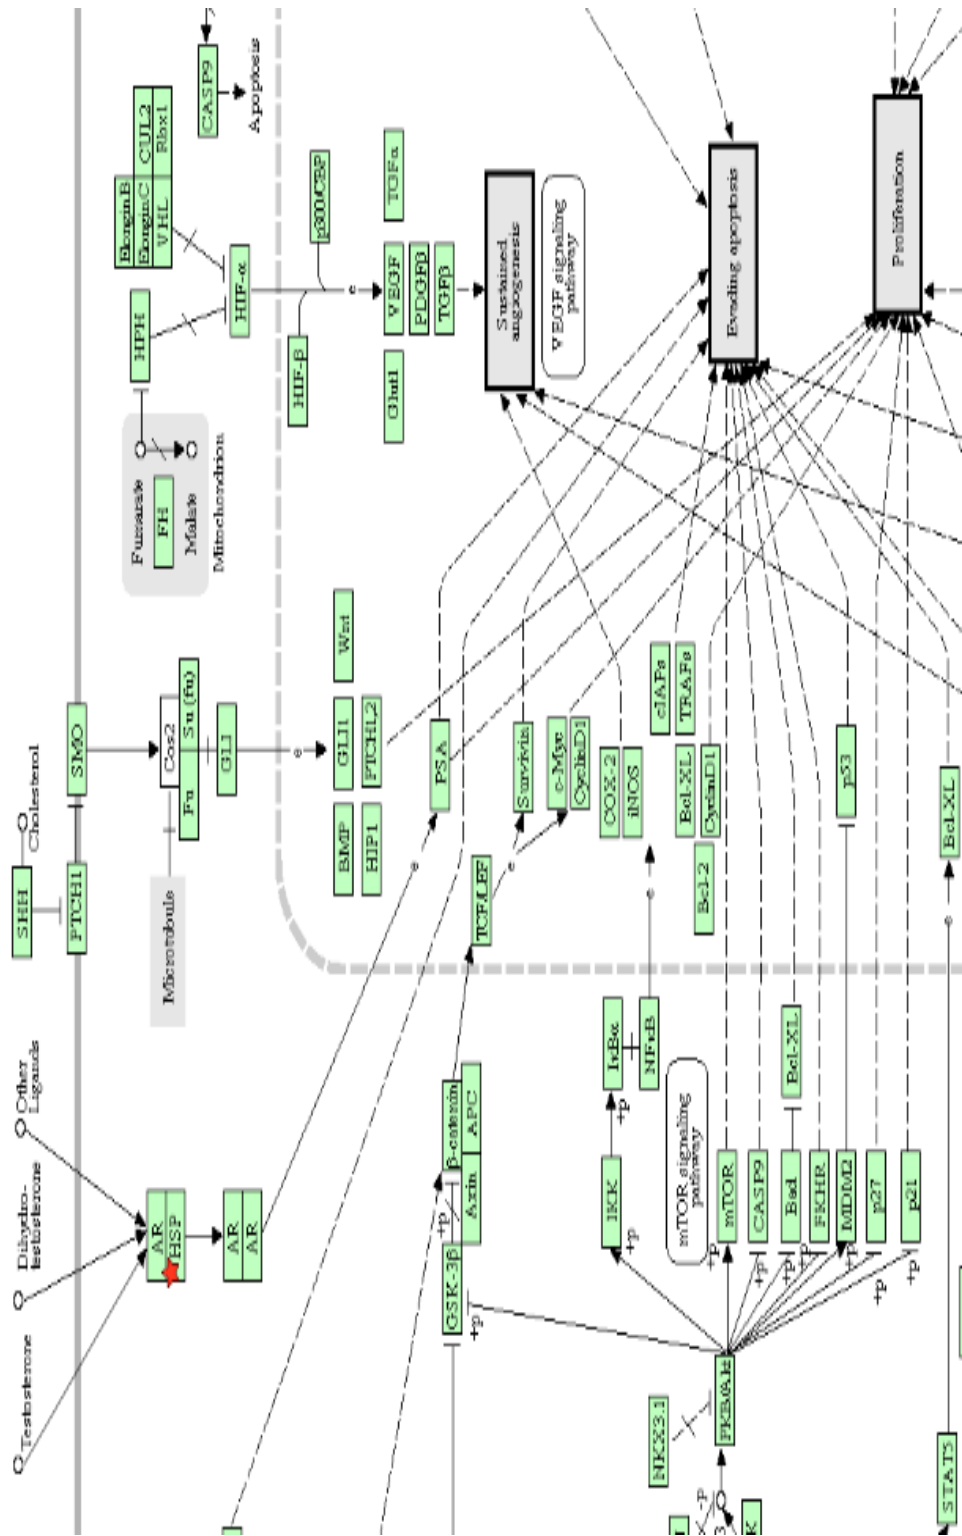 CASP9
Apoptosis
CUL2
Rbx1
Elongin B
Elongin C
VHL
HPH
HIF-α
p300/CBP
HIF-β
TGFα
VEGF
PDGFβ
TGFβ
Glut1
Sustained
angiogenesis
VEGF signaling
pathway
Evading apoptosis
Proliferation
Fumarate
FH
Malate
Mitochondrion
Cholesterol
SHH
PTCH1
SMO
Cos2
Fu
Su (fu)
Microtubule
GLI
e
Wnt
GLI1
PTCH1,2
BMP
HIP1
PSA
e
Survivin
c-Myc
CyclinD1
TCF/LEF
e
COX-2
iNOS
e
cIAPs
TRAFs
Bcl-XL
CyclinD1
Bcl-2
p53
Bcl-XL
e
Other
Ligands
Dihydro-
testosterone
Testosterone
AR
HSP
AR
AR
β-catenin
APC
Axin
+p
GSK-3β
+p
IκBα
NFκB
+p
IKK
+p
mTOR signaling
pathway
mTOR
+p
CASP9
+p
Bcl-XL
Bad
+p
FKHR
+p
MDM2
+p
p27
+p
p21
+p
PKB/Akt
NKX3.1
-p
STAT5